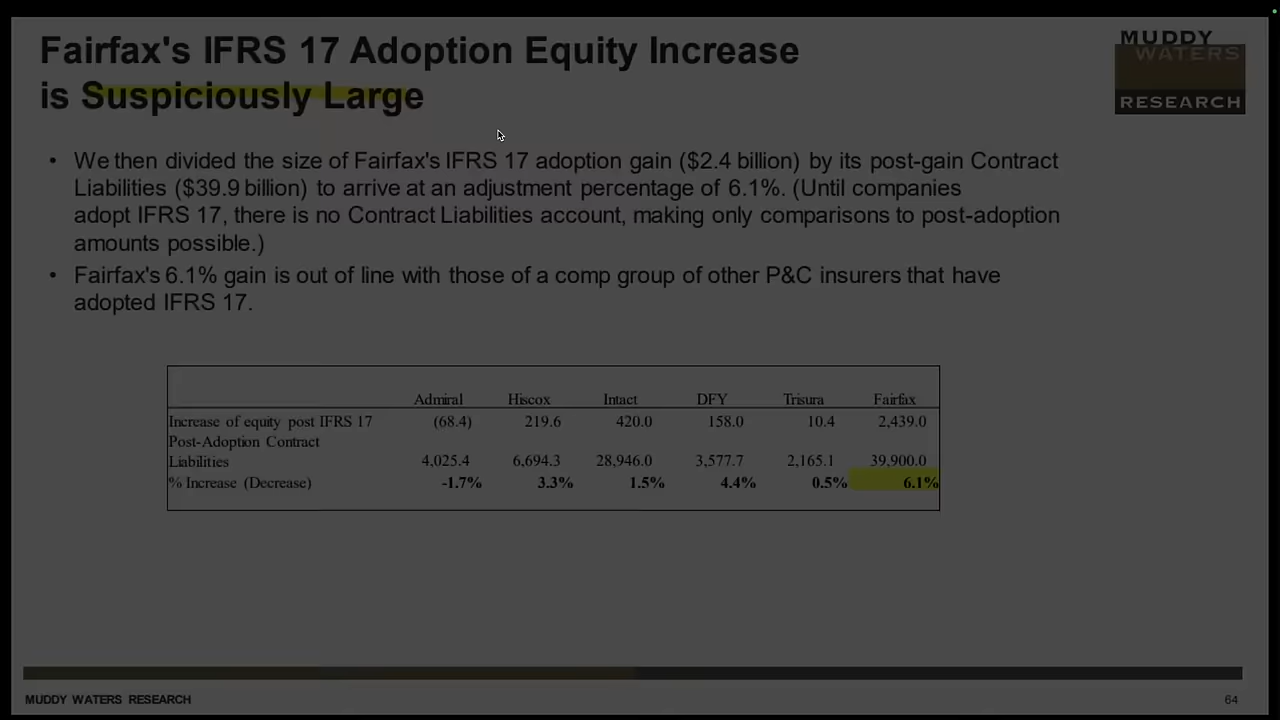 Fairfax's IFRS 17 Adoption Equity Increase
is Suspiciously Large
MUDDY
WATERS
RESEARCH
• We then divided the size of Fairfax's IFRS 17 adoption gain ($2.4 billion) by its post-gain Contract
Liabilities ($39.9 billion) to arrive at an adjustment percentage of 6.1%. (Until companies
adopt IFRS 17, there is no Contract Liabilities account, making only comparisons to post-adoption
amounts possible.)
• Fairfax's 6.1% gain is out of line with those of a comp group of other P&C insurers that have
adopted IFRS 17.
Admiral Hiscox Intact DFY Trisura Fairfax
Increase of equity post IFRS 17 (68.4) 219.6 420.0 158.0 10.4 2,439.0
Post-Adoption Contract
Liabilities 4,025.4 6,694.3 28,946.0 3,577.7 2,165.1 39,900.0
% Increase (Decrease) -1.7% 3.3% 1.5% 4.4% 0.5% 6.1%
MUDDY WATERS RESEARCH 64